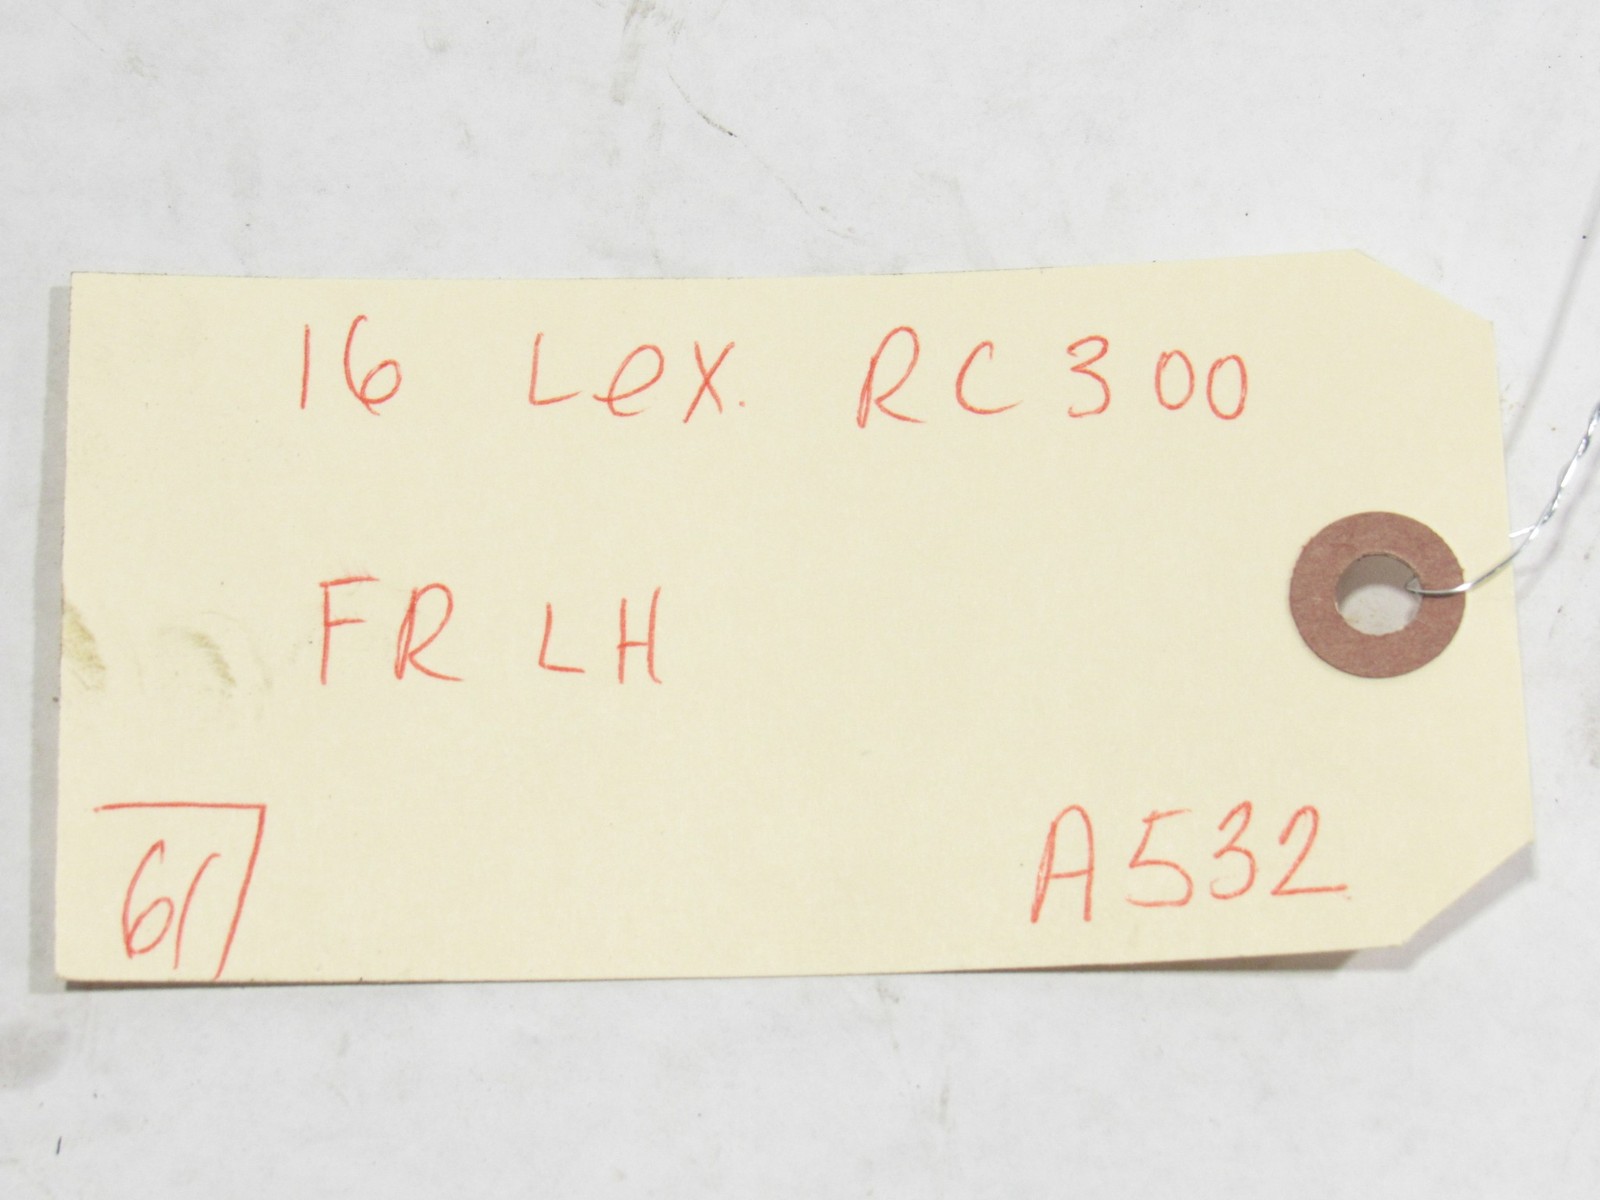 16 Lex. RC300
FR LH
61
A532